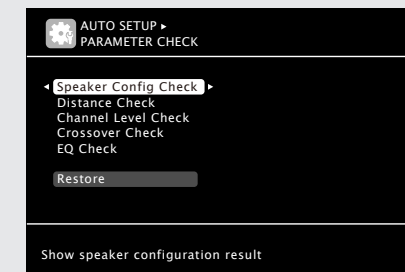 AUTO SETUP ▸
PARAMETER CHECK
◂ Speaker Config Check ▸
Distance Check
Channel Level Check
Crossover Check
EQ Check
Restore
Show speaker configuration result